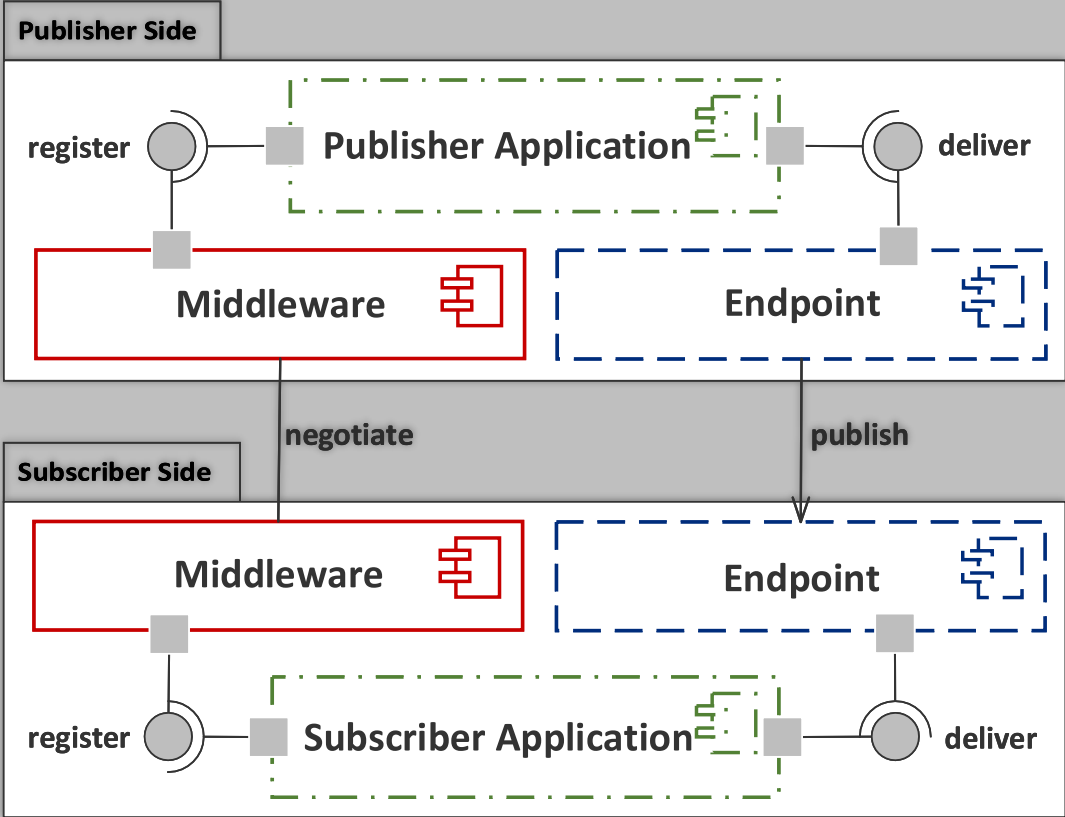 Publisher Side
register
Publisher Application
deliver
Middleware
Endpoint
negotiate
publish
Subscriber Side
Middleware
Endpoint
register
Subscriber Application
deliver